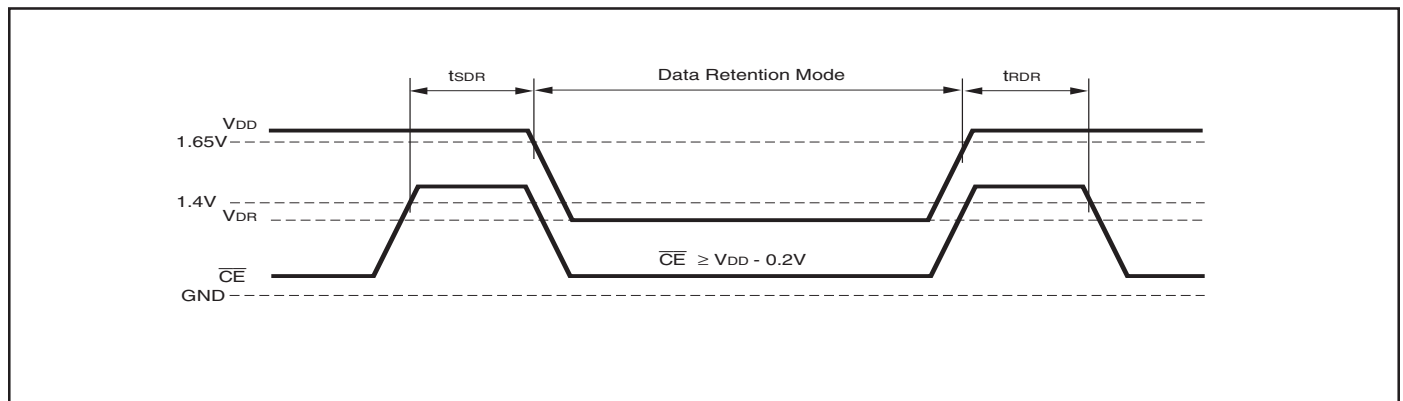 tSDR
Data Retention Mode
tRDR
VDD
1.65V
1.4V
VDR
CE ≥ VDD - 0.2V
CE
GND